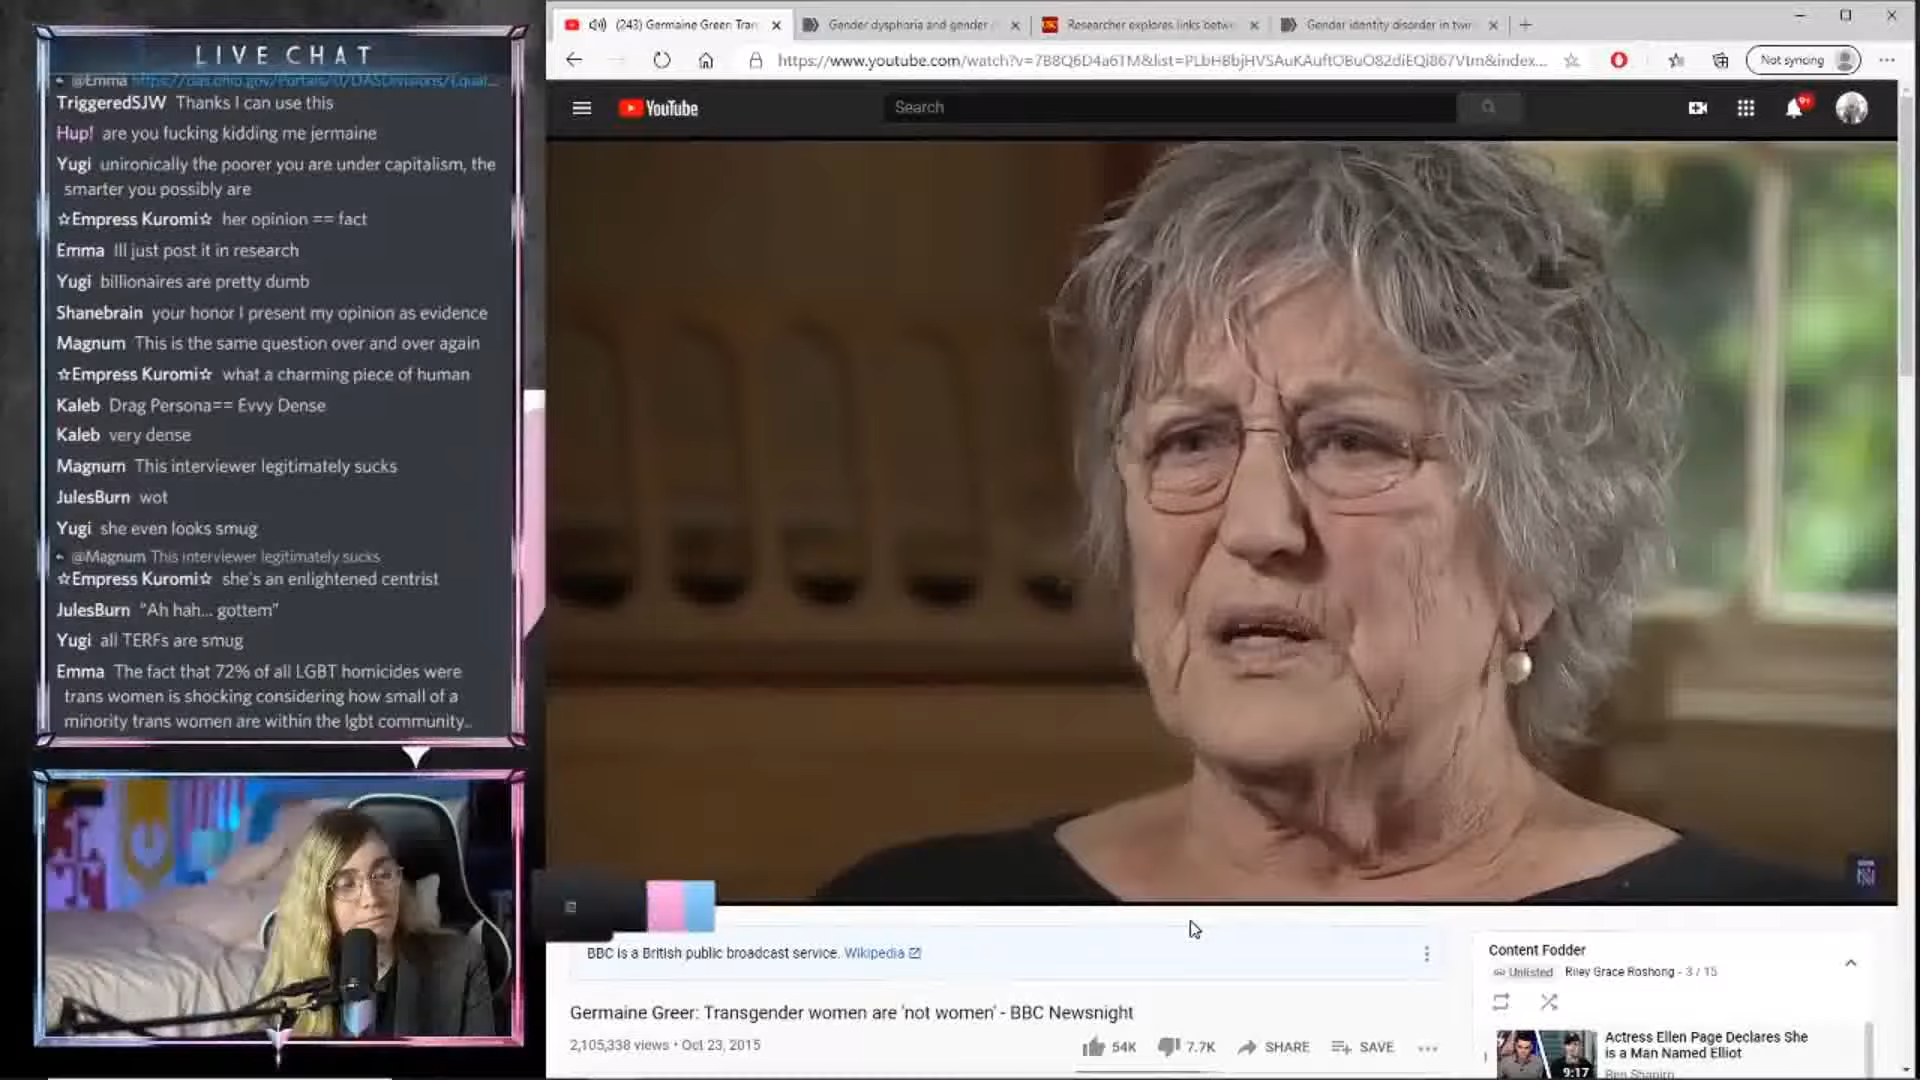 LIVE CHAT
TriggeredSJW Thanks I can use this
Hup! are you fucking kidding me jermaine
Yugi unironically the poorer you are under capitalism, the
smarter you possibly are
☆Empress Kuromi☆ her opinion == fact
Emma Ill just post it in research
Yugi billionaires are pretty dumb
Shanebrain your honor I present my opinion as evidence
Magnum This is the same question over and over again
☆Empress Kuromi☆ what a charming piece of human
Kaleb Drag Persona== Evvy Dense
Kaleb very dense
Magnum This interviewer legitimately sucks
JulesBurn wot
Yugi she even looks smug
@Magnum This interviewer legitimately sucks
☆Empress Kuromi☆ she's an enlightened centrist
JulesBurn "Ah hah... gottem"
Yugi all TERFs are smug
Emma The fact that 72% of all LGBT homicides were
trans women is shocking considering how small of a
minority trans women are within the lgbt community..
(243) Germaine Greer: Tran
Gender dysphoria and gender
Researcher explores links betw
Gender identity disorder in twi
Not syncing
YouTube
Search
9+
BBC is a British public broadcast service. Wikipedia
Germaine Greer: Transgender women are 'not women' - BBC Newsnight
2,105,338 views • Oct 23, 2015
54K
7.7K
SHARE
SAVE
Content Fodder
Unlisted Riley Grace Roshong - 3 / 15
Actress Ellen Page Declares She
is a Man Named Elliot
Ben Shapiro
9:17